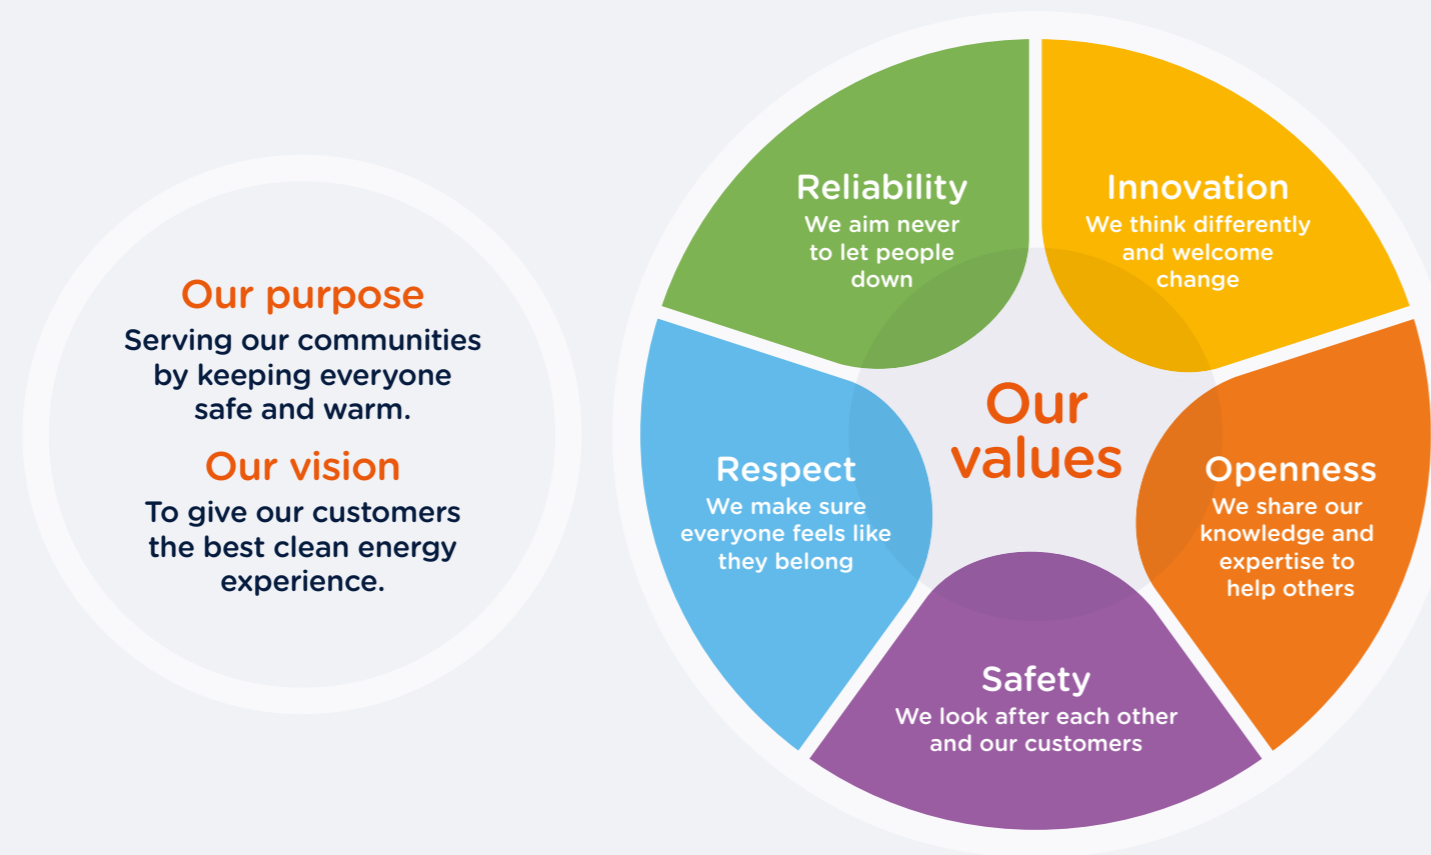 Our purpose
Serving our communities
by keeping everyone
safe and warm.
Our vision
To give our customers
the best clean energy
experience.
Our
values
Reliability
We aim never
to let people
down
Innovation
We think differently
and welcome
change
Openness
We share our
knowledge and
expertise to
help others
Safety
We look after each other
and our customers
Respect
We make sure
everyone feels like
they belong